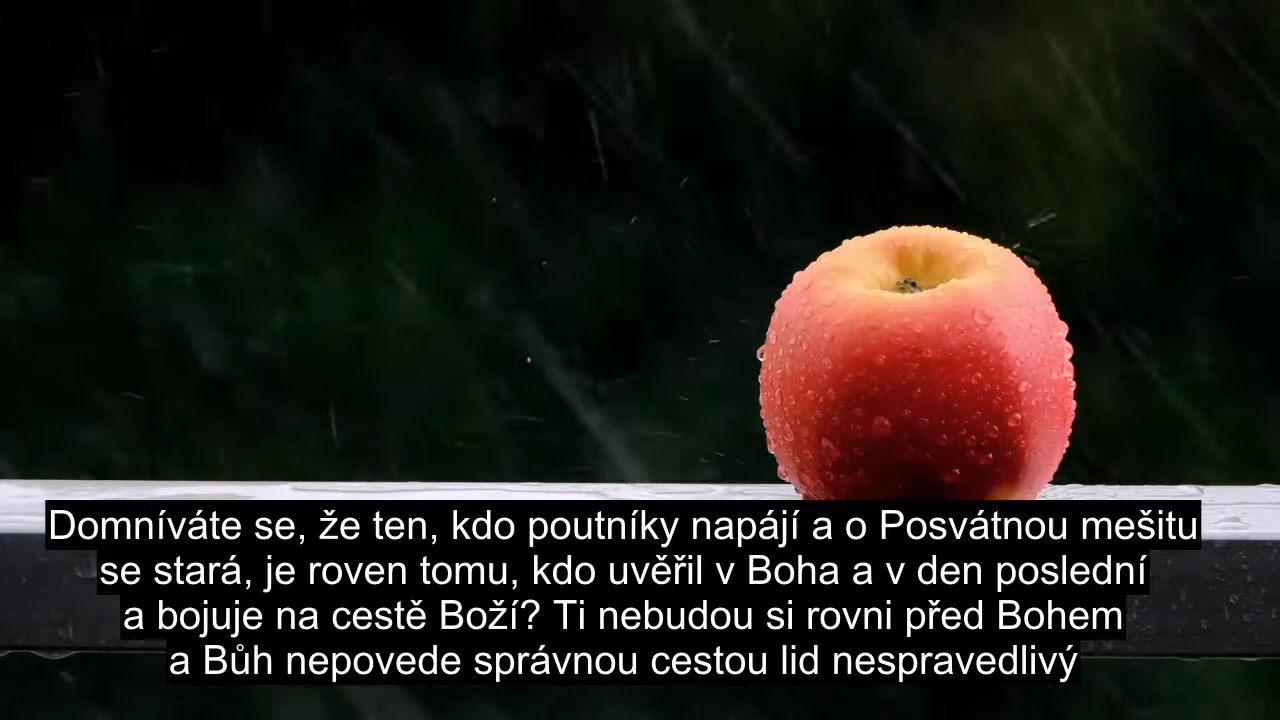 Domníváte se, že ten, kdo poutníky napájí a o Posvátnou mešitu
se stará, je roven tomu, kdo uvěřil v Boha a v den poslední
a bojuje na cestě Boží? Ti nebudou si rovni před Bohem
a Bůh nepovede správnou cestou lid nespravedlivý